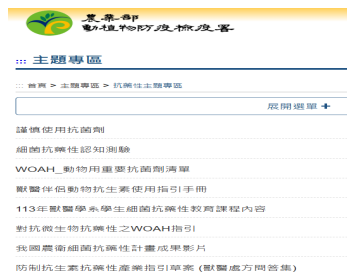 農業部
動植物防疫檢疫署
::: 主題專區
::: 首頁 > 主題專區 > 抗藥性主題專區
展開選單 +
謹慎使用抗菌劑
細菌抗藥性認知測驗
WOAH_動物用重要抗菌劑清單
獸醫伴侶動物抗生素使用指引手冊
113年獸醫學系學生細菌抗藥性教育課程內容
對抗微生物抗藥性之WOAH指引
我國農衛細菌抗藥性計畫成果影片
防制抗生素抗藥性產業指引草案 (獸醫處方問答集)